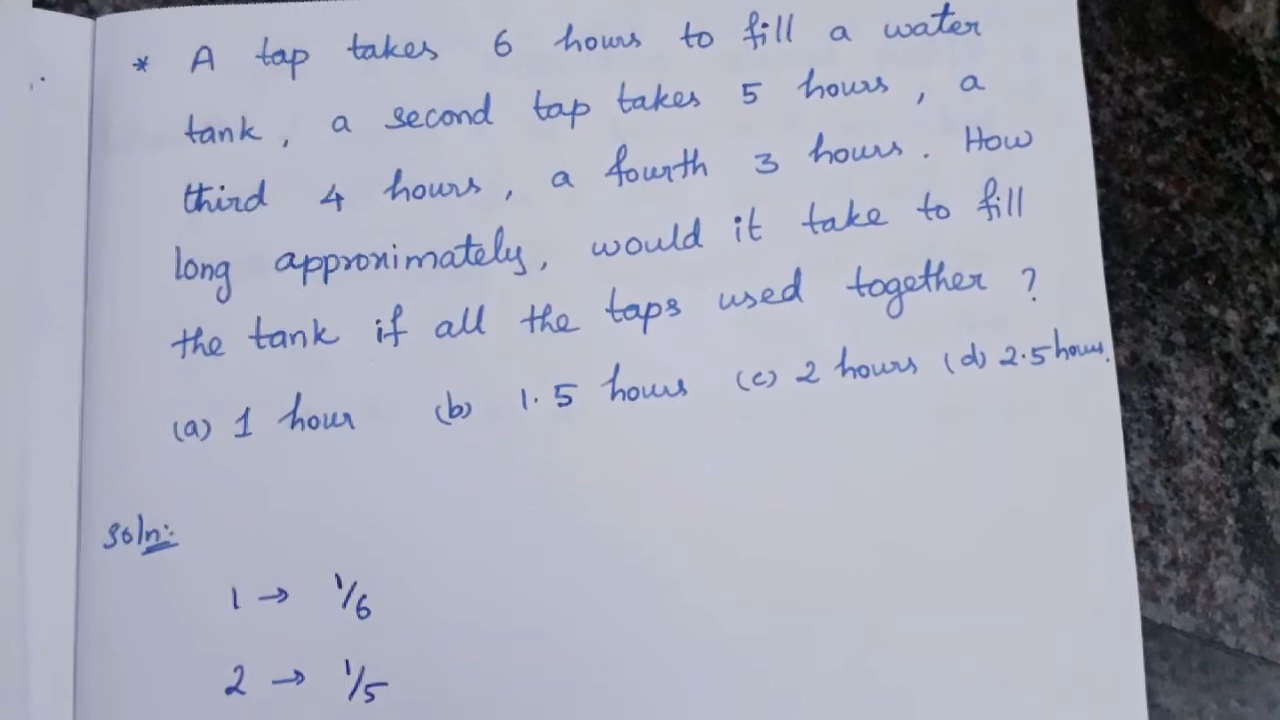 * A tap takes 6 hours to fill a water
tank, a second tap takes 5 hours, a
third 4 hours, a fourth 3 hours. How
long approximately, would it take to fill
the tank if all the taps used together ?
(a) 1 hour (b) 1.5 hours (c) 2 hours (d) 2.5 hours.
Soln:
1 → 1/6
2 → 1/5